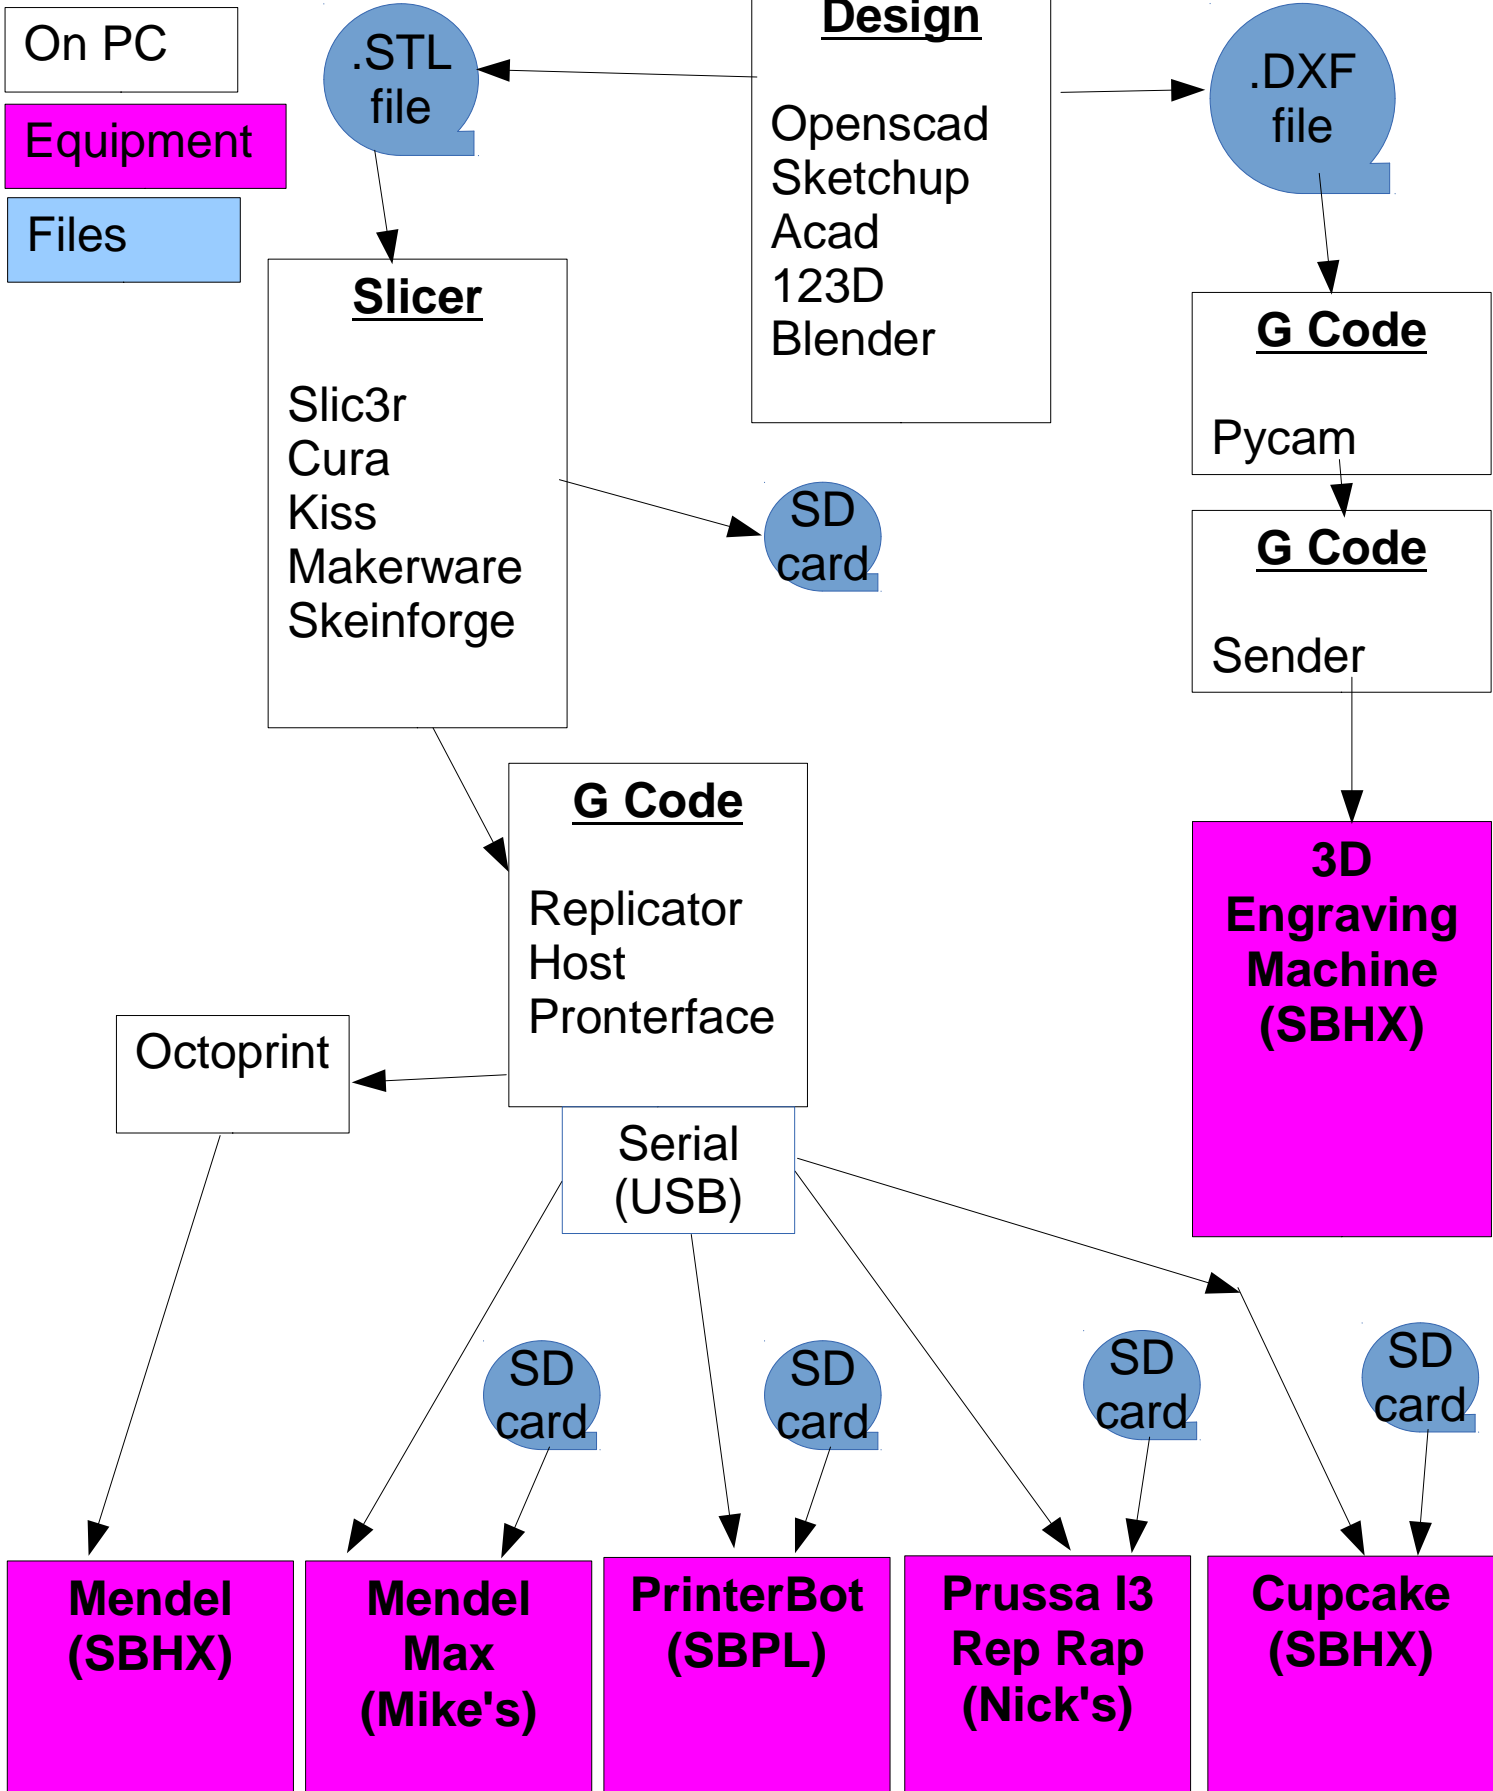 On PC
Equipment
Files
.STL
file
Design
Openscad
Sketchup
Acad
123D
Blender
.DXF
file
Slicer
Slic3r
Cura
Kiss
Makerware
Skeinforge
SD
card
G Code
Pycam
G Code
Sender
3D
Engraving
Machine
(SBHX)
G Code
Replicator
Host
Pronterface
Octoprint
Serial
(USB)
SD
card
SD
card
SD
card
SD
card
Mendel
(SBHX)
Mendel
Max
(Mike's)
PrinterBot
(SBPL)
Prussa I3
Rep Rap
(Nick's)
Cupcake
(SBHX)